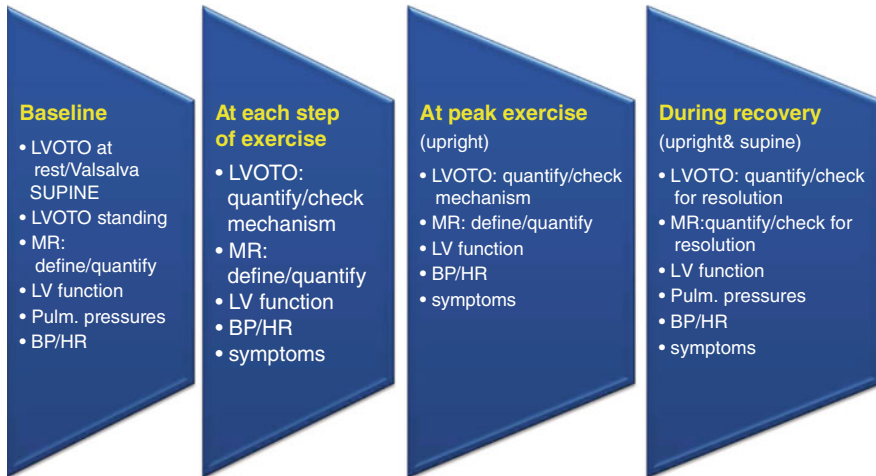 Baseline
• LVOTO at
rest/Valsalva
SUPINE
• LVOTO standing
• MR:
define/quantify
• LV function
• Pulm. pressures
• BP/HR
At each step
of exercise
• LVOTO:
quantify/check
mechanism
• MR:
define/quantify
• LV function
• BP/HR
• symptoms
At peak exercise
(upright)
• LVOTO: quantify/check
mechanism
• MR: define/quantify
• LV function
• BP/HR
• symptoms
During recovery
(upright& supine)
• LVOTO: quantify/check
for resolution
• MR:quantify/check for
resolution
• LV function
• Pulm. pressures
• BP/HR
• symptoms